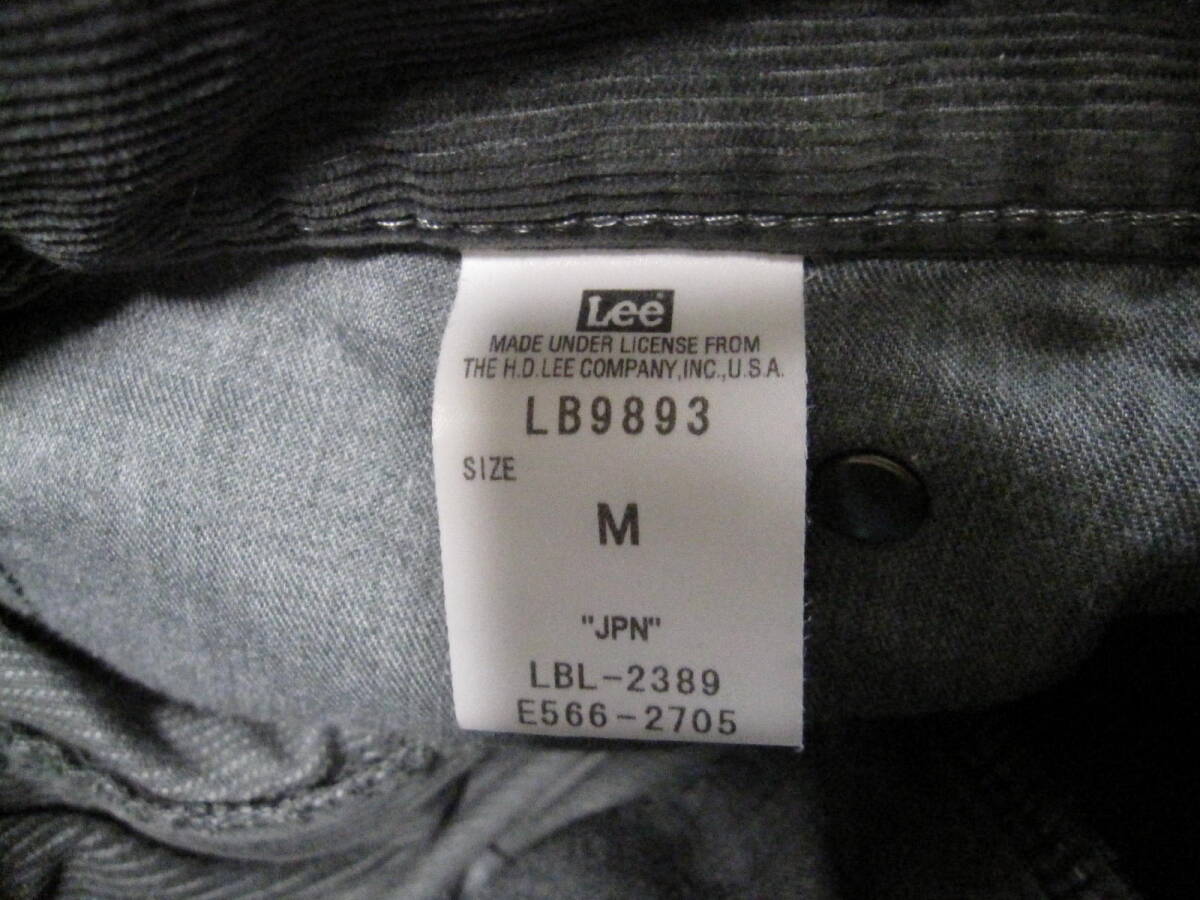 Lee
MADE UNDER LICENSE FROM
THE H.D.LEE COMPANY,INC.,U.S.A.
LB9893
SIZE
M
"JPN"
LBL-2389
E566-2705